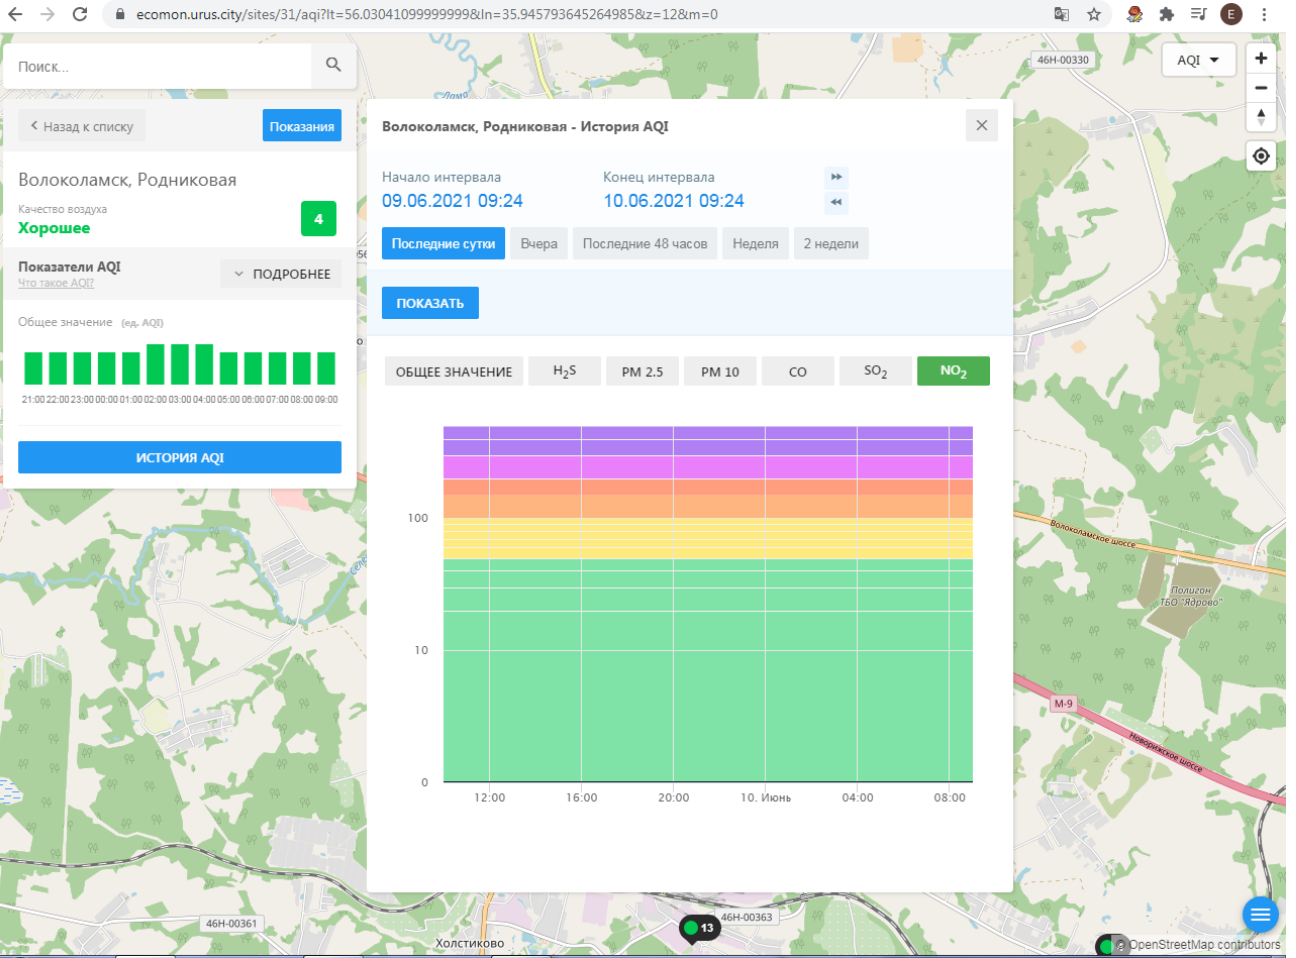 ecomon.urus.city/sites/31/aqi?lt=56.03041099999999&ln=35.945793645264985&z=12&m=0
E
Поиск...
Назад к списку
Показания
Волоколамск, Родниковая
Качество воздуха
Хорошее
4
Показатели AQI
Что такое AQI?
ПОДРОБНЕЕ
Общее значение (ед. AQI)
21:00 22:00 23:00 00:00 01:00 02:00 03:00 04:00 05:00 06:00 07:00 08:00 09:00
ИСТОРИЯ AQI
Волоколамск, Родниковая - История AQI
Начало интервала
Конец интервала
09.06.2021 09:24
10.06.2021 09:24
Последние сутки
Вчера
Последние 48 часов
Неделя
2 недели
ПОКАЗАТЬ
ОБЩЕЕ ЗНАЧЕНИЕ
H₂S
PM 2.5
PM 10
CO
SO₂
NO₂
100
10
0
12:00 16:00 20:00 10. Июнь 04:00 08:00
46H-00330
AQI
Лама
Волоколамское шоссе
Полигон
ТБО "Ядрово"
M-9
Новорижское шоссе
46H-00361
46H-00363
13
Холстиково
© OpenStreetMap contributors